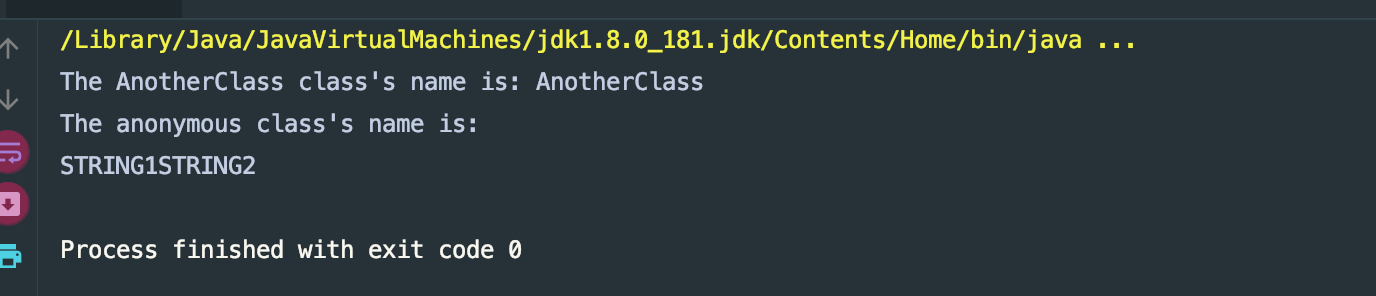 /Library/Java/JavaVirtualMachines/jdk1.8.0_181.jdk/Contents/Home/bin/java ...
The AnotherClass class's name is: AnotherClass
The anonymous class's name is:
STRING1STRING2
Process finished with exit code 0